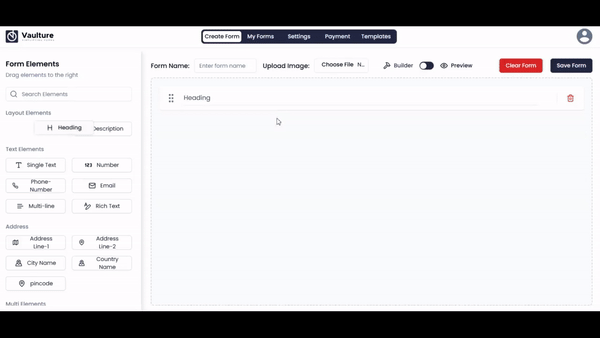 Vaulture
Create Form My Forms Settings Payment Templates
Form Elements
Drag elements to the right
Search Elements
Layout Elements
H Heading Description
Text Elements
Single Text 123 Number
Phone-
Number Email
Multi-line Rich Text
Address
Address
Line-1
Address
Line-2
City Name
Country
Name
pincode
Multi Elements
Form Name: Enter form name Upload Image: Choose File N... Builder Preview Clear Form Save Form
Heading